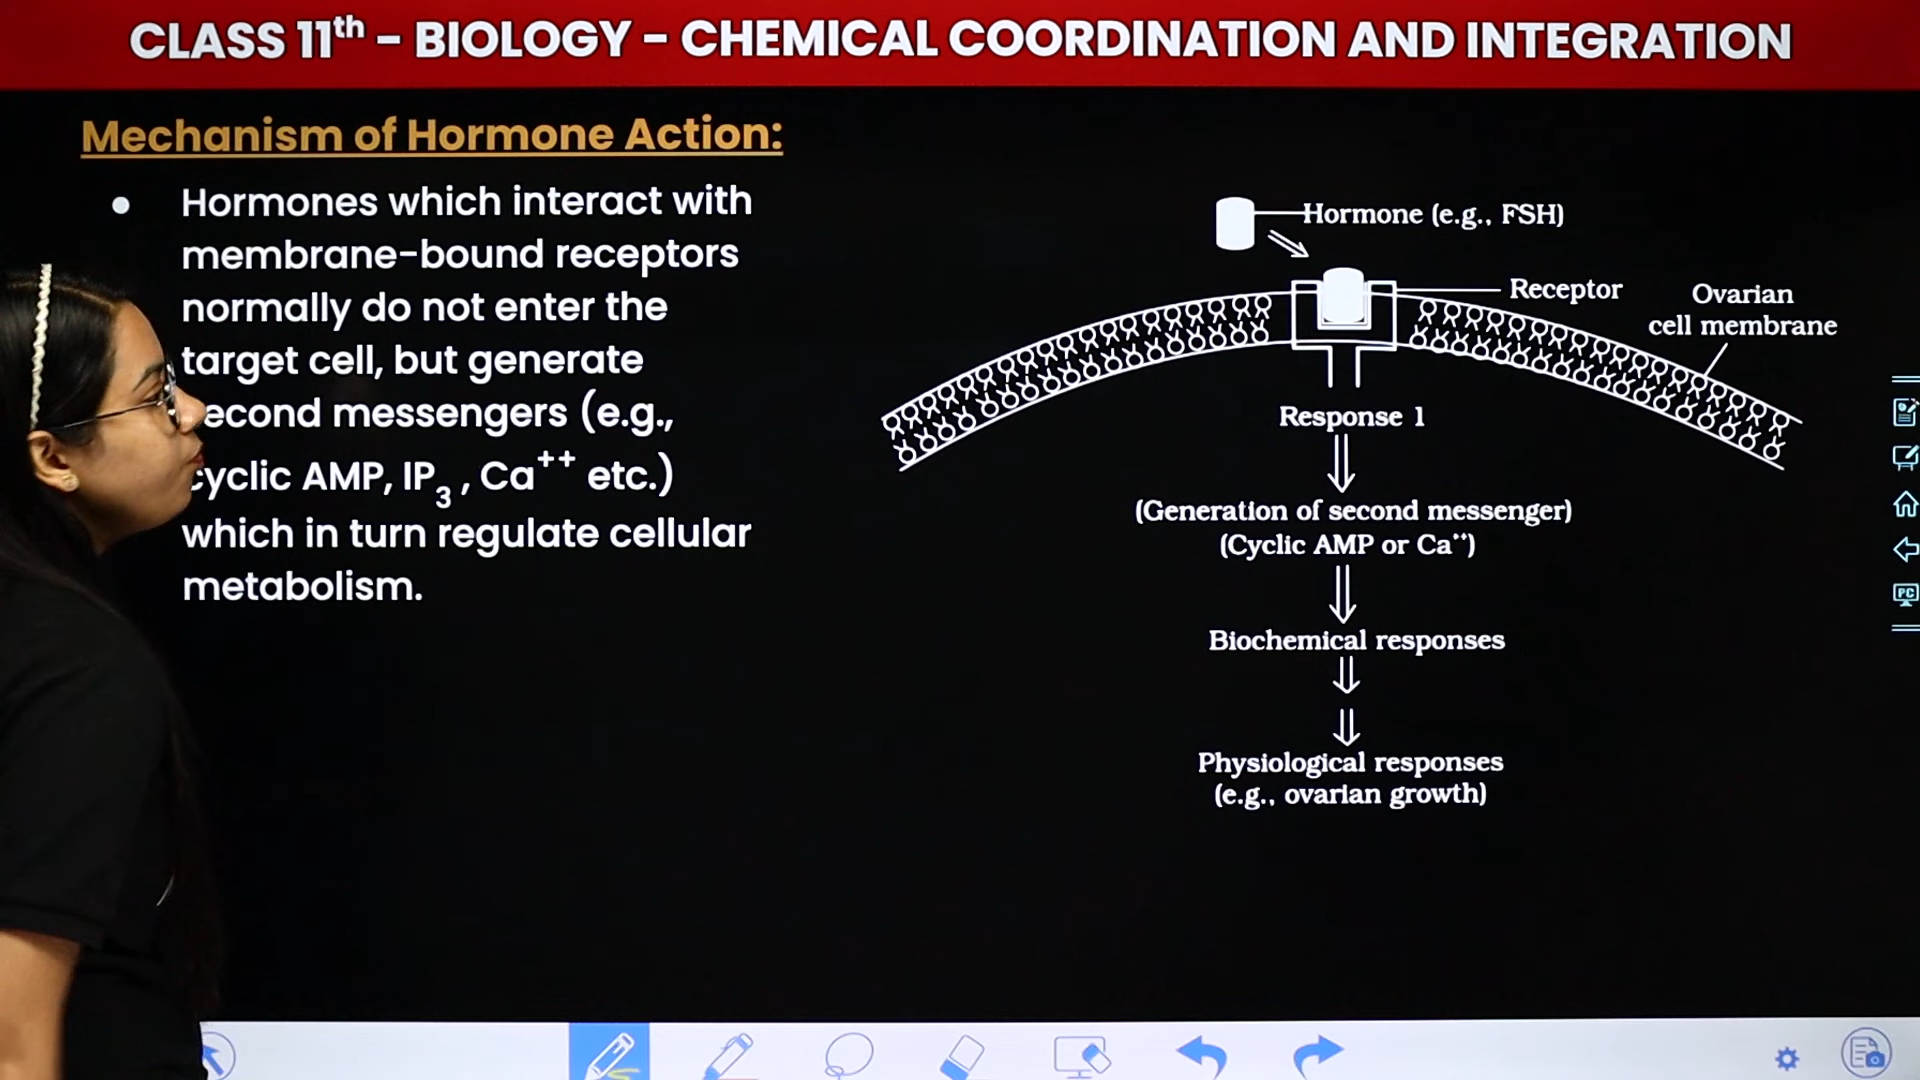 CLASS 11th - BIOLOGY - CHEMICAL COORDINATION AND INTEGRATION
Mechanism of Hormone Action:
● Hormones which interact with
membrane-bound receptors
normally do not enter the
target cell, but generate
econd messengers (e.g.,
cyclic AMP, IP3 , Ca++ etc.)
which in turn regulate cellular
metabolism.
Hormone (e.g., FSH)
Receptor
Ovarian
cell membrane
Response 1
(Generation of second messenger)
(Cyclic AMP or Ca++)
Biochemical responses
Physiological responses
(e.g., ovarian growth)
PC